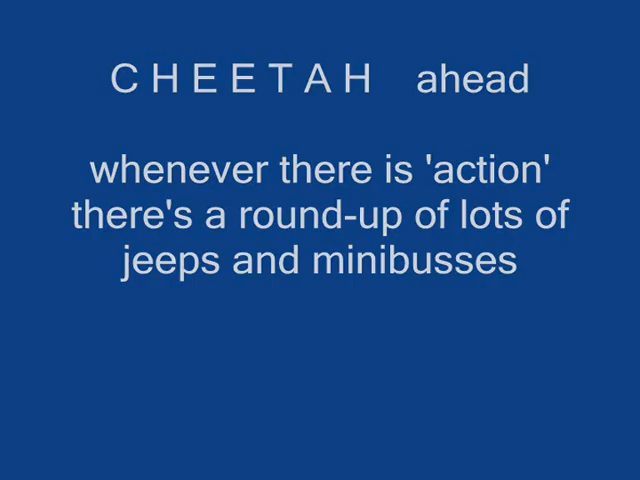 C H E E T A H ahead
whenever there is 'action'
there's a round-up of lots of
jeeps and minibusses